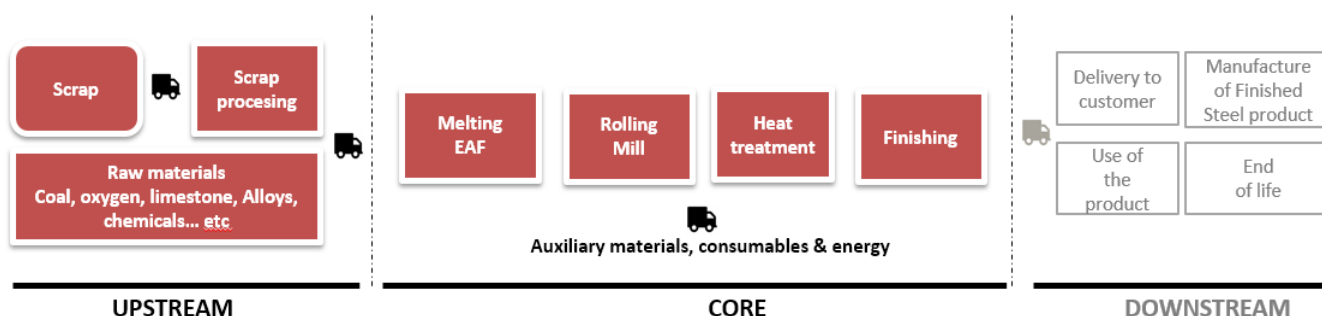 Scrap
Scrap
procesing
Raw materials
Coal, oxygen, limestone, Alloys,
chemicals... etc
UPSTREAM
Melting
EAF
Rolling
Mill
Heat
treatment
Finishing
Auxiliary materials, consumables & energy
CORE
Delivery to
customer
Manufacture
of Finished
Steel product
Use of
the
product
End
of life
DOWNSTREAM